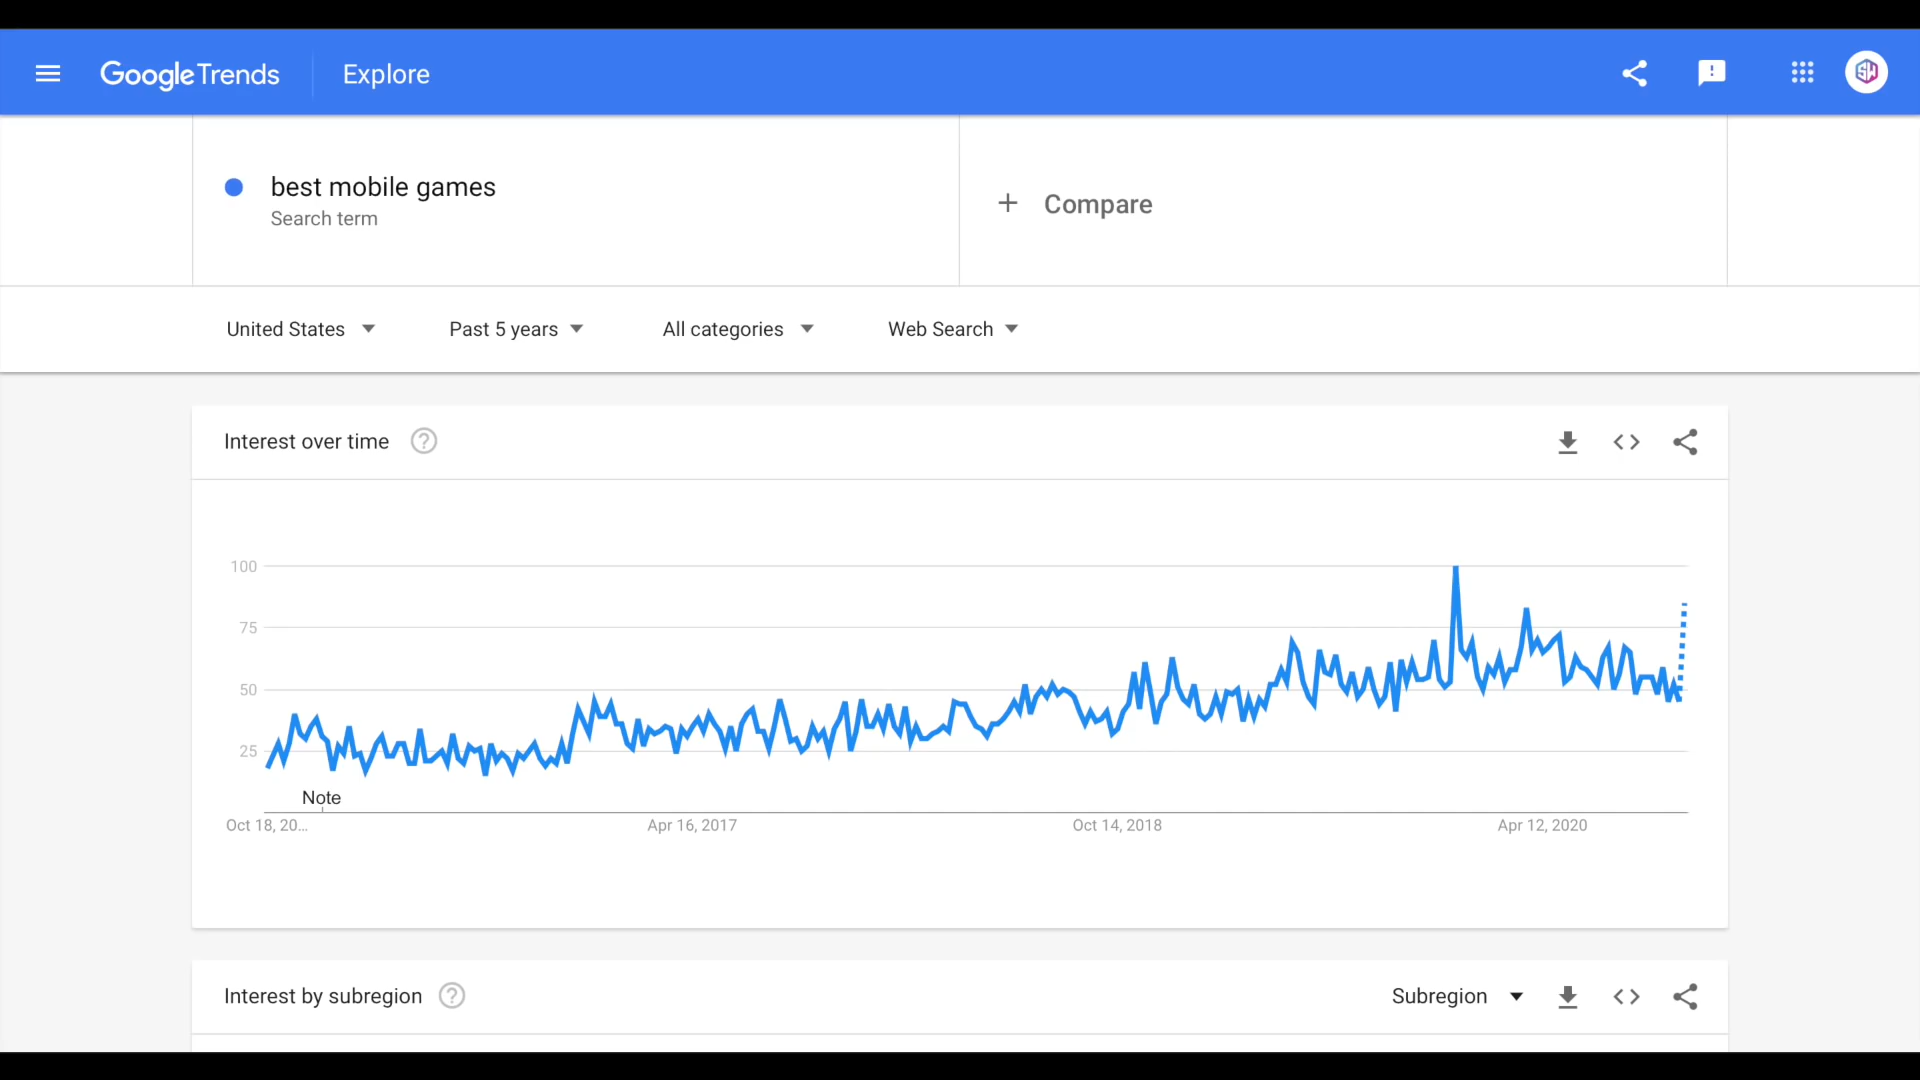 Google Trends Explore
best mobile games
Search term
+ Compare
United States Past 5 years All categories Web Search
Interest over time ?
100
75
50
25
Note
Oct 18, 20... Apr 16, 2017 Oct 14, 2018 Apr 12, 2020
Interest by subregion ? Subregion